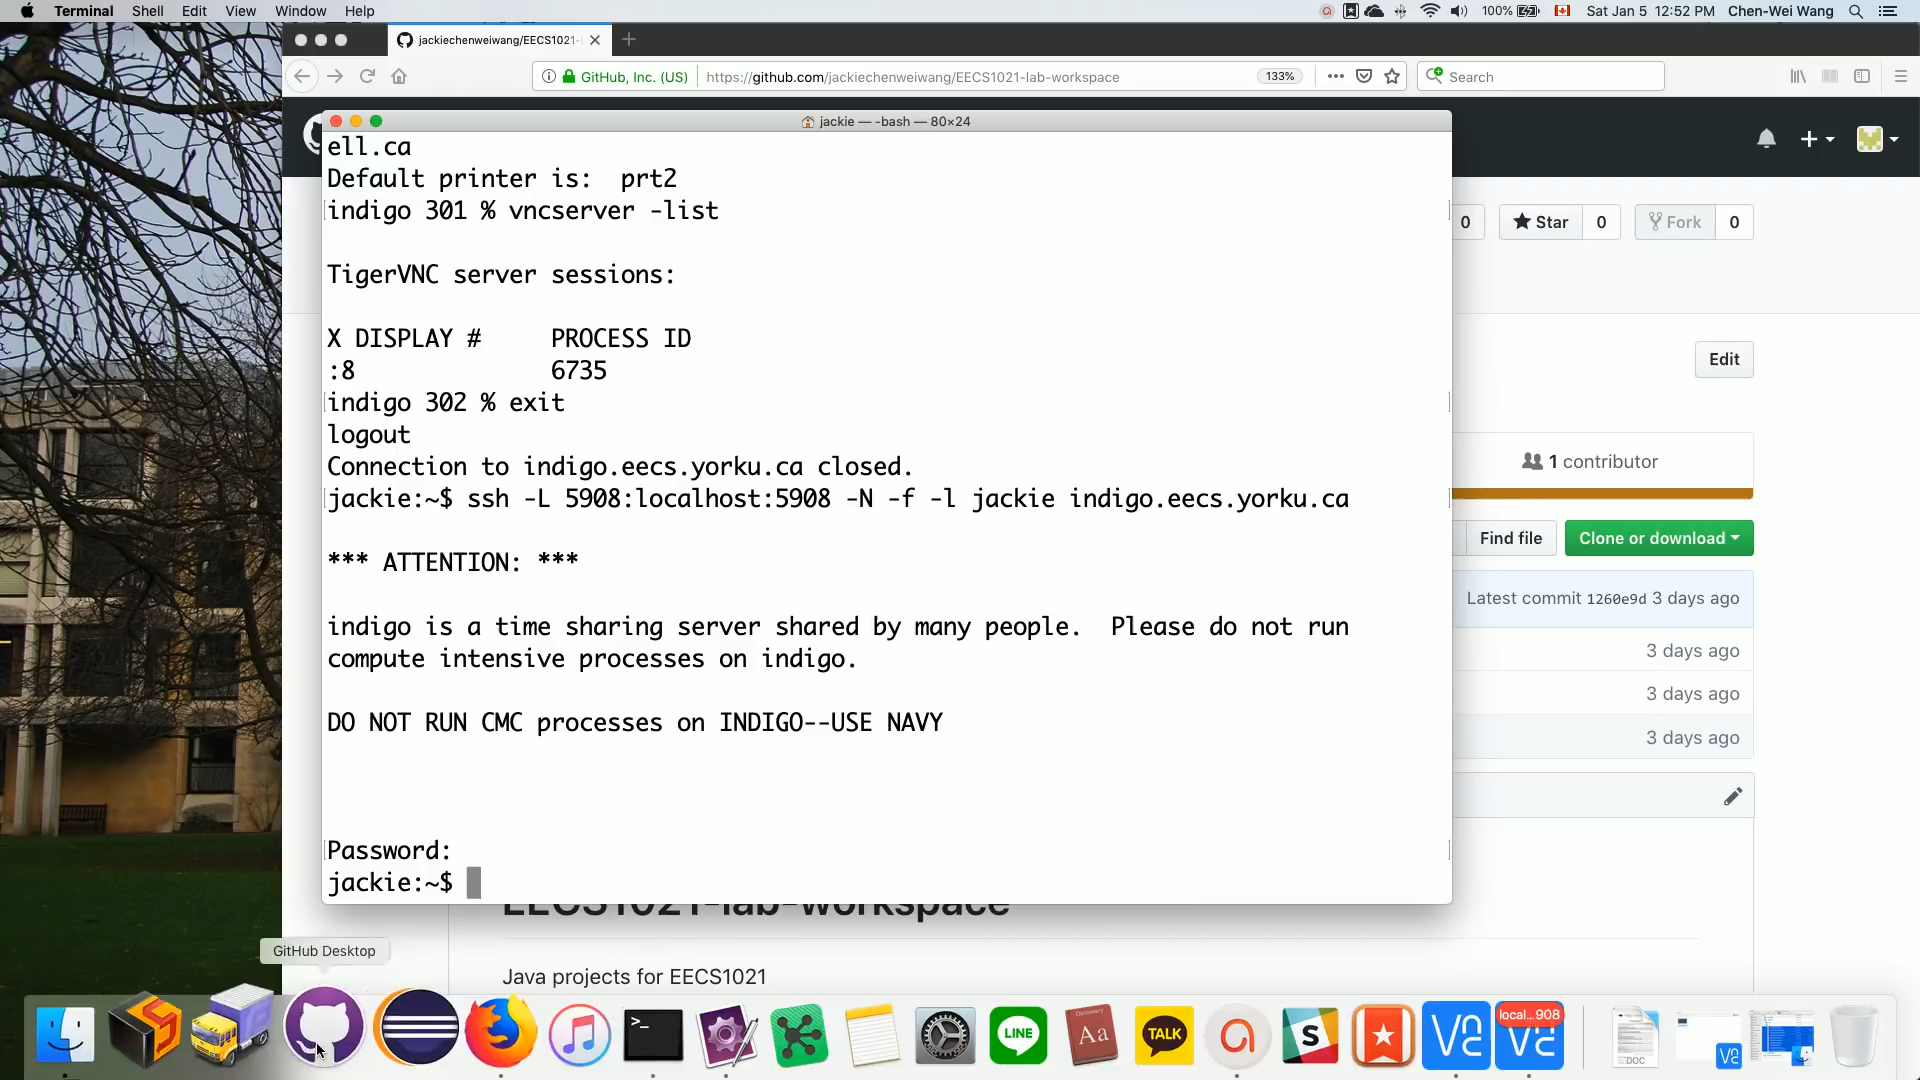 Terminal Shell Edit View Window Help
100% Sat Jan 5 12:52 PM Chen-Wei Wang
jackiechenweiwang/EECS1021-
GitHub, Inc. (US) https://github.com/jackiechenweiwang/EECS1021-lab-workspace 133% Search
jackie — -bash — 80×24
ell.ca
Default printer is:  prt2
indigo 301 % vncserver -list
TigerVNC server sessions:
X DISPLAY # PROCESS ID
:8 6735
indigo 302 % exit
logout
Connection to indigo.eecs.yorku.ca closed.
jackie:~$ ssh -L 5908:localhost:5908 -N -f -l jackie indigo.eecs.yorku.ca
*** ATTENTION: ***
indigo is a time sharing server shared by many people.  Please do not run
compute intensive processes on indigo.
DO NOT RUN CMC processes on INDIGO--USE NAVY
Password:
jackie:~$
0 Star 0 Fork 0
Edit
1 contributor
Find file Clone or download
Latest commit 1260e9d 3 days ago
3 days ago
3 days ago
3 days ago
EECS1021-lab-workspace
Java projects for EECS1021
GitHub Desktop
>_
LINE
Aa
Dictionary
TALK
S
local...908
DOC